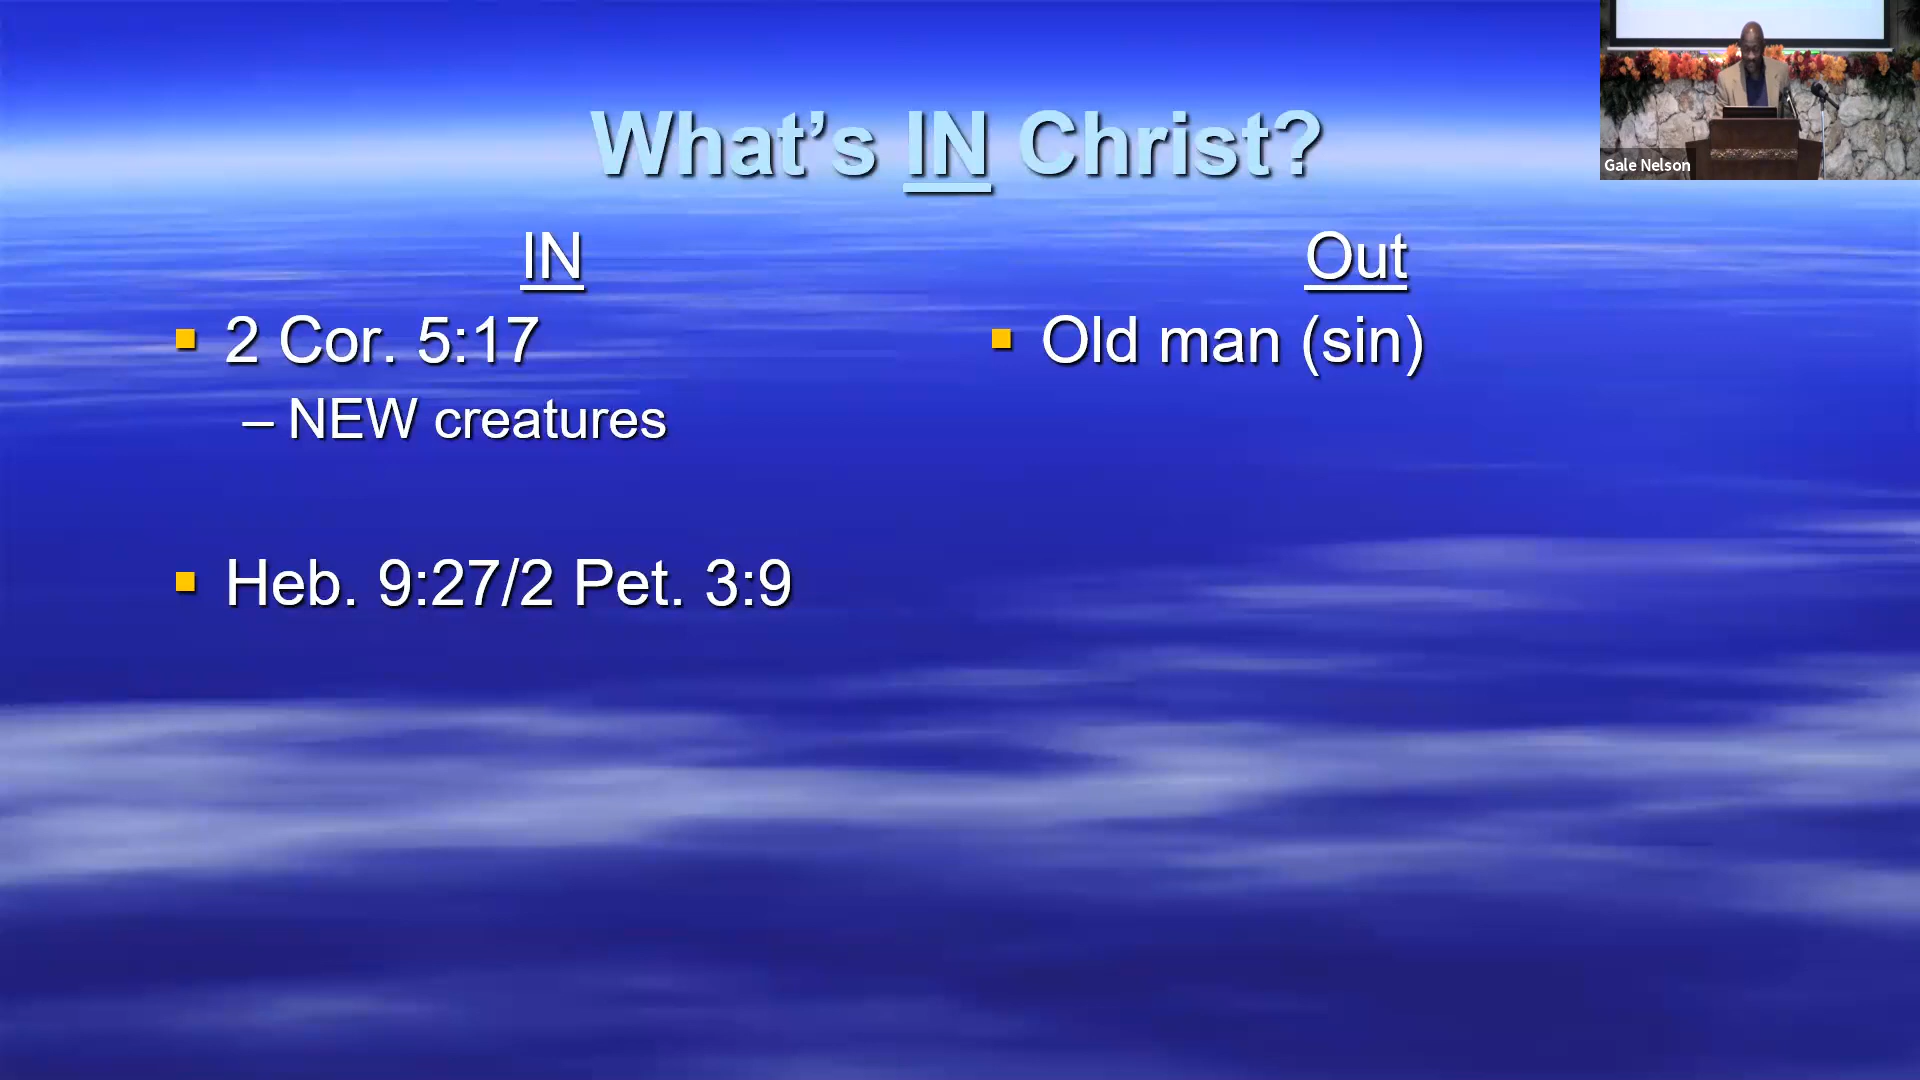 What’s IN Christ?
IN
2 Cor. 5:17
– NEW creatures
Heb. 9:27/2 Pet. 3:9
Out
Old man (sin)
Gale Nelson